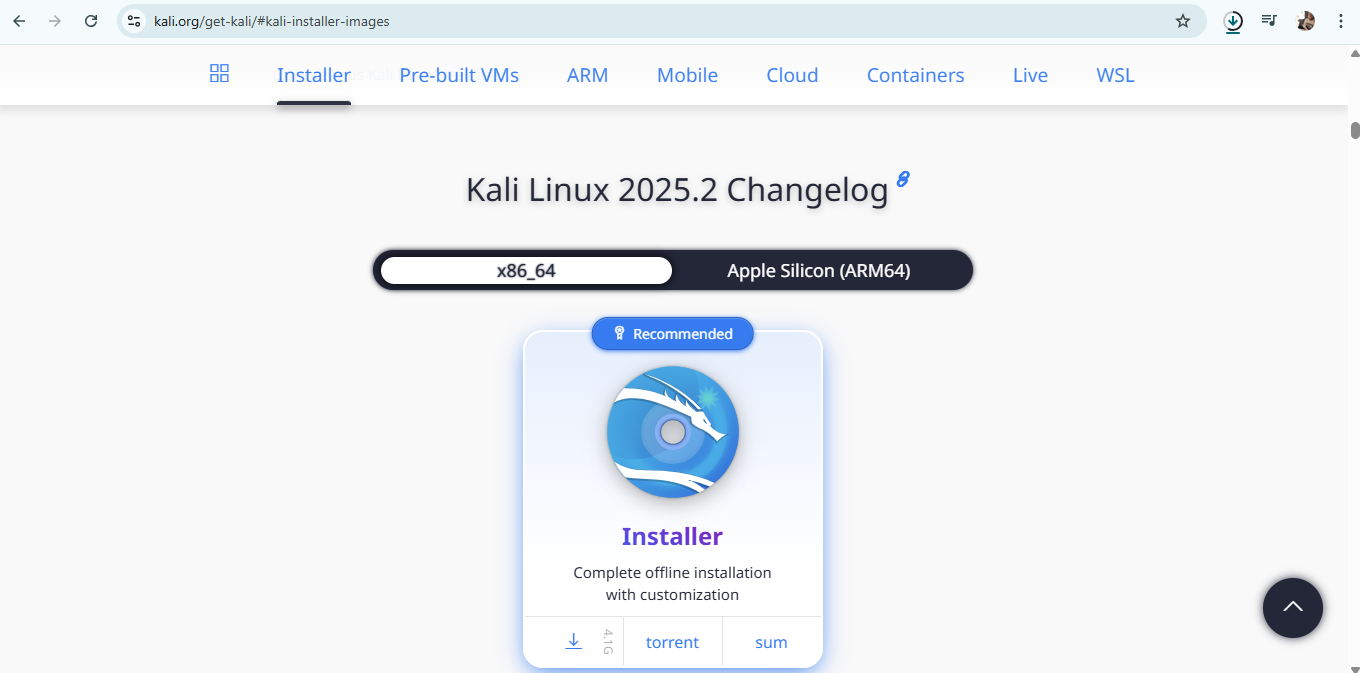 kali.org/get-kali/#kali-installer-images
Installer Pre-built VMs ARM Mobile Cloud Containers Live WSL
Kali Linux 2025.2 Changelog
x86_64 Apple Silicon (ARM64)
Recommended
Installer
Complete offline installation
with customization
4.1G torrent sum